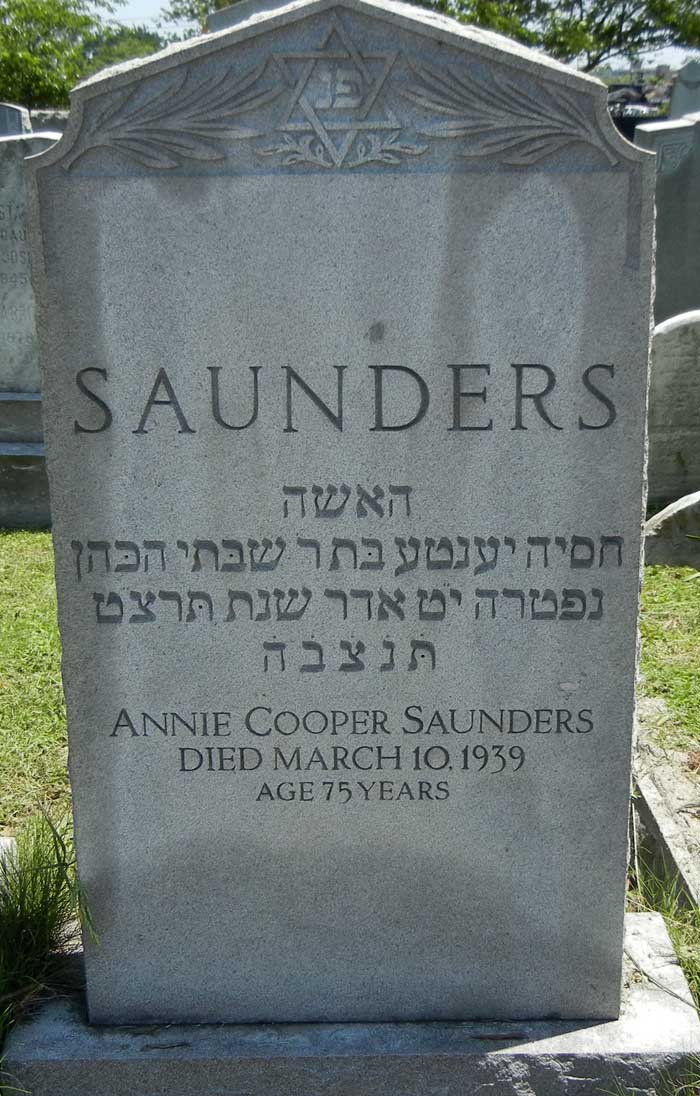 פנ
SAUNDERS
האשה
חסיה יענטע בת ר שבתי הכהן
נפטרה יט אדר שנת תרצט
תנצבה
ANNIE COOPER SAUNDERS
DIED MARCH 10, 1939
AGE 75 YEARS